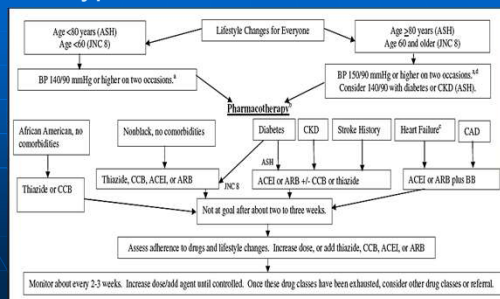 Lifestyle Changes for Everyone
Age <80 years (ASH)
Age <60 (JNC 8)
Age ≥80 years (ASH)
Age 60 and older (JNC 8)
BP 140/90 mmHg or higher on two occasions.
BP 150/90 mmHg or higher on two occasions.
Consider 140/90 with diabetes or CKD (ASH).
Pharmacotherapy
African American, no
comorbidities
Nonblack, no comorbidities
Diabetes
CKD
Stroke History
Heart Failure
CAD
ASH
JNC 8
Thiazide or CCB
Thiazide, CCB, ACEI, or ARB
ACEI or ARB +/- CCB or thiazide
ACEI or ARB plus BB
Not at goal after about two to three weeks.
Assess adherence to drugs and lifestyle changes. Increase dose, or add thiazide, CCB, ACEI, or ARB
Monitor about every 2-3 weeks. Increase dose/add agent until controlled. Once these drug classes have been exhausted, consider other drug classes or referral.